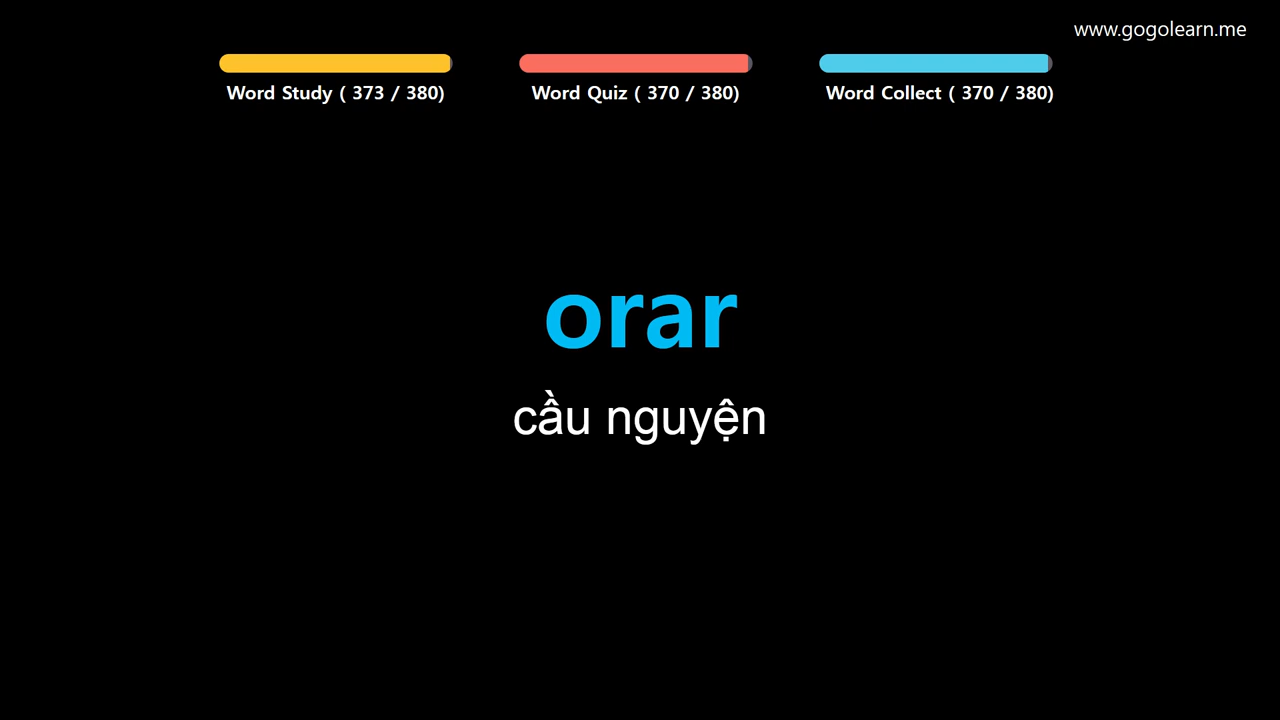 www.gogolearn.me
Word Study ( 373 / 380)
Word Quiz ( 370 / 380)
Word Collect ( 370 / 380)
orar
cầu nguyện